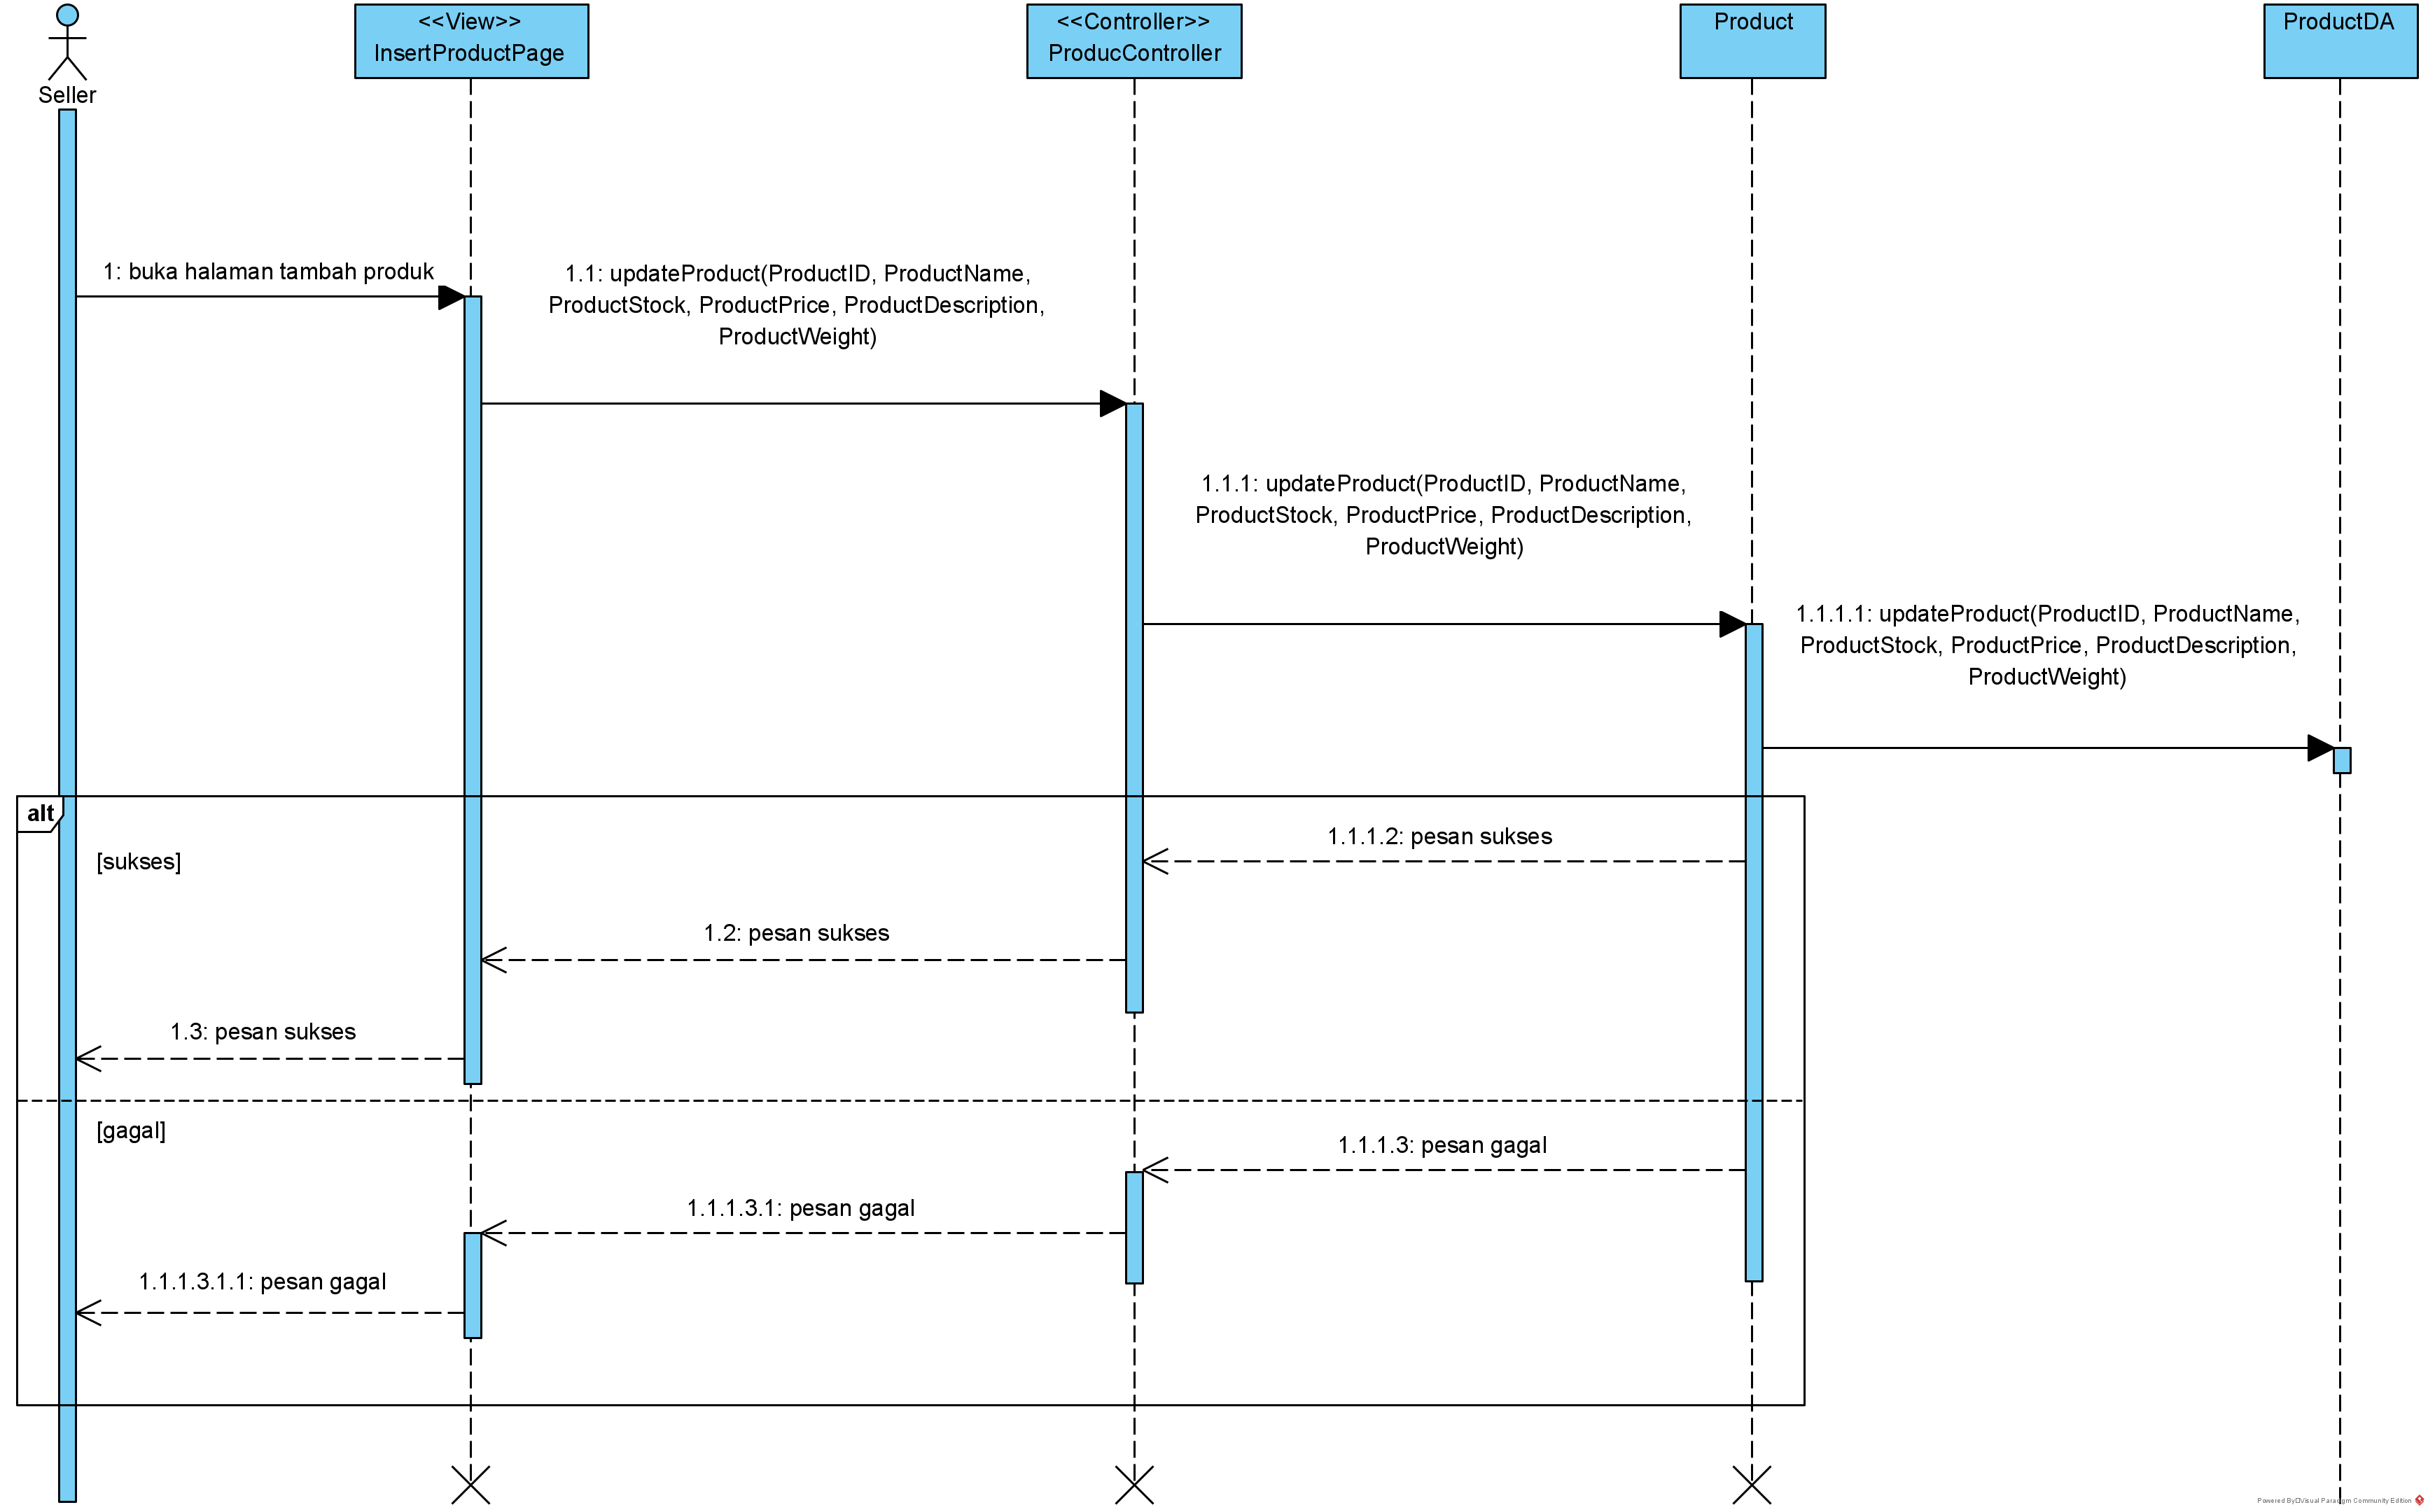 Seller
<<View>>
InsertProductPage
<<Controller>>
ProducController
Product
ProductDA
1: buka halaman tambah produk
1.1: updateProduct(ProductID, ProductName,
ProductStock, ProductPrice, ProductDescription,
ProductWeight)
1.1.1: updateProduct(ProductID, ProductName,
ProductStock, ProductPrice, ProductDescription,
ProductWeight)
1.1.1.1: updateProduct(ProductID, ProductName,
ProductStock, ProductPrice, ProductDescription,
ProductWeight)
alt
[sukses]
1.1.1.2: pesan sukses
1.2: pesan sukses
1.3: pesan sukses
[gagal]
1.1.1.3: pesan gagal
1.1.1.3.1: pesan gagal
1.1.1.3.1.1: pesan gagal
Powered By□Visual Paradigm Community Edition